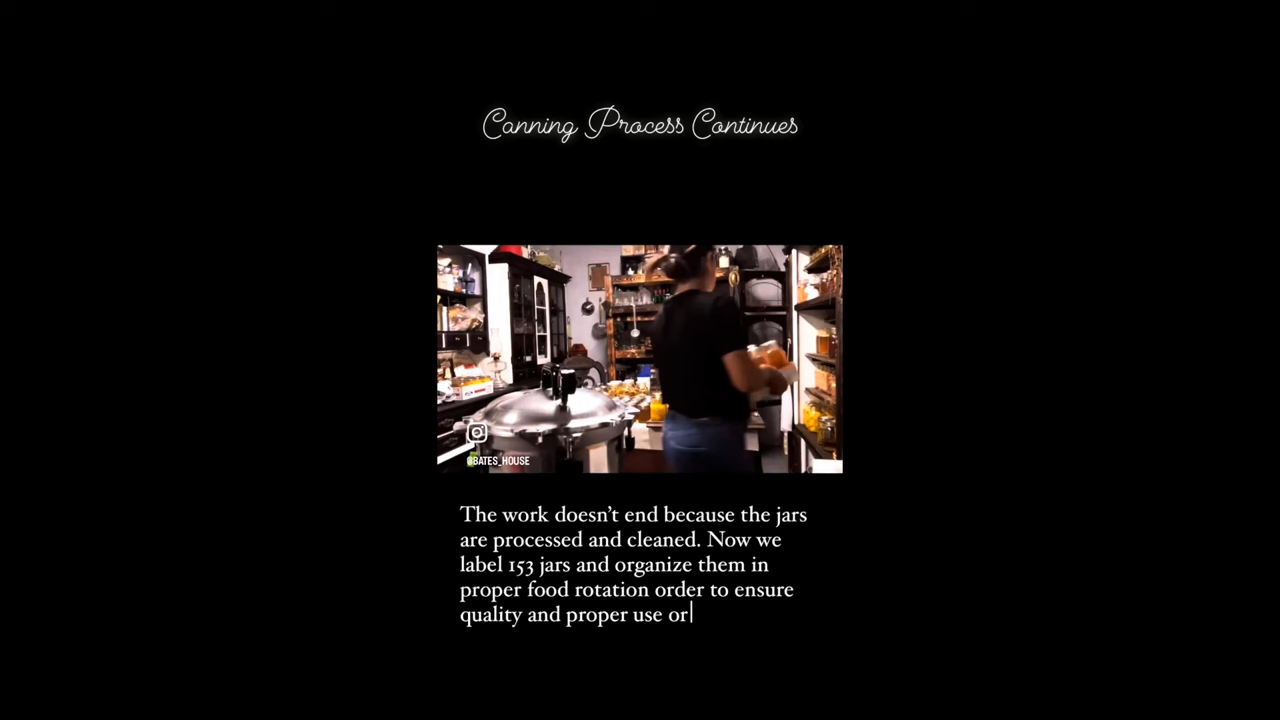 Canning Process Continues
@BATES_HOUSE
The work doesn't end because the jars
are processed and cleaned. Now we
label 153 jars and organize them in
proper food rotation order to ensure
quality and proper use or